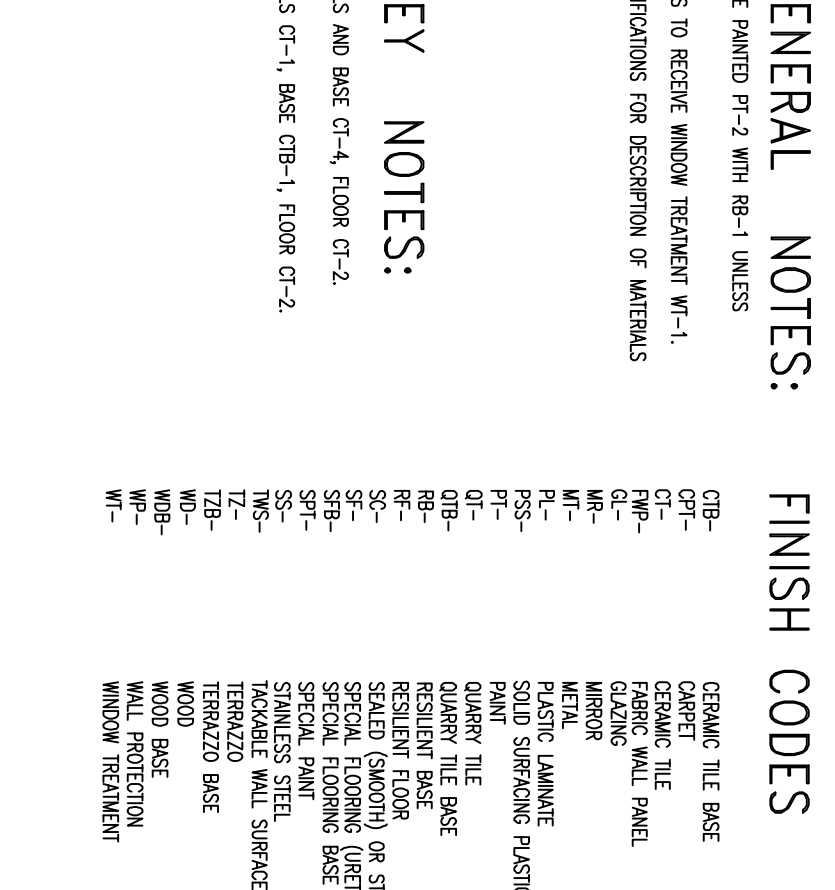 ENERAL NOTES:
E PAINTED PT-2 WITH RB-1 UNLESS
S TO RECEIVE WINDOW TREATMENT WT-1.
IFICATIONS FOR DESCRIPTION OF MATERIALS
EY NOTES:
S AND BASE CT-4, FLOOR CT-2.
S CT-1, BASE CTB-1, FLOOR CT-2.
FINISH CODES
CTB- CERAMIC TILE BASE
CPT- CARPET
CT- CERAMIC TILE
FWP- FABRIC WALL PANEL
GL- GLAZING
MR- MIRROR
MT- METAL
PL- PLASTIC LAMINATE
PSS- SOLID SURFACING PLASTIC
PT- PAINT
QT- QUARRY TILE
QTB- QUARRY TILE BASE
RB- RESILIENT BASE
RF- RESILIENT FLOOR
SC- SEALED (SMOOTH) OR ST
SF- SPECIAL FLOORING (URET
SFB- SPECIAL FLOORING BASE
SPT- SPECIAL PAINT
SS- STAINLESS STEEL
TWS- TACKABLE WALL SURFACE
TZ- TERRAZZO
TZB- TERRAZZO BASE
WD- WOOD
WDB- WOOD BASE
WP- WALL PROTECTION
WT- WINDOW TREATMENT